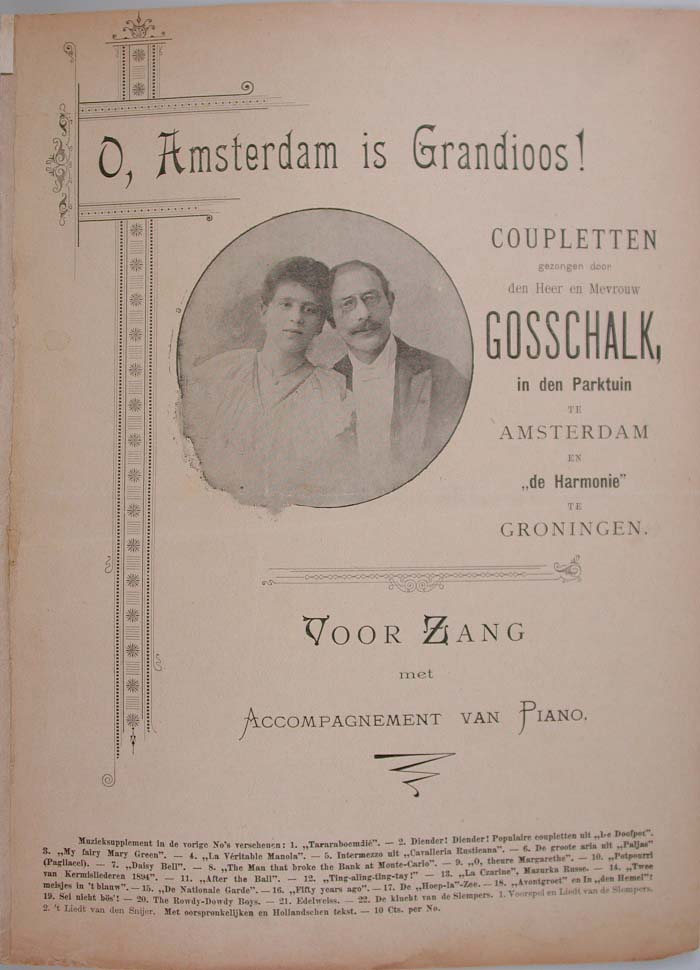 O, Amsterdam is Grandioos!
COUPLETTEN
gezongen door
den Heer en Mevrouw
GOSSCHALK,
in den Parktuin
TE
AMSTERDAM
EN
„de Harmonie”
TE
GRONINGEN.
VOOR ZANG
met
ACCOMPAGNEMENT VAN PIANO.
Muzieksupplement in de vorige No's verschenen: 1. „Tararaboemdié”. — 2. Diender! Diender! Populaire coupletten uit „De Doofpot”.
3. „My fairy Mary Green”. — 4. „La Véritable Manola”. — 5. Intermezzo uit „Cavalleria Rusticana”. — 6. De groote aria uit „Paljas”
(Pagliacci). — 7. „Daisy Bell”. — 8. „The Man that broke the Bank at Monte-Carlo”. — 9. „O, theure Margarethe”. — 10. „Potpourri
van Kermisliederen 1894”. — 11. „After the Ball”. — 12. „Ting-aling-ting-tay!” — 13. „La Czarine”, Mazurka Russe. — 14. „Twee
meisjes in 't blauw”. — 15. „De Nationale Garde”. — 16. „Fifty years ago”. — 17. De „Hoep-la”-Zee. — 18. „Avontgroet” en In „den Hemel”!
19. Sei nicht bös'! — 20. The Rowdy-Dowdy Boys. — 21. Edelweiss. — 22. De klucht van de Slempers. 1. Voorspel en Liedt van de Slempers.
2. 't Liedt van den Snijer. Met oorspronkelijken en Hollandschen tekst. — 10 Cts. per No.